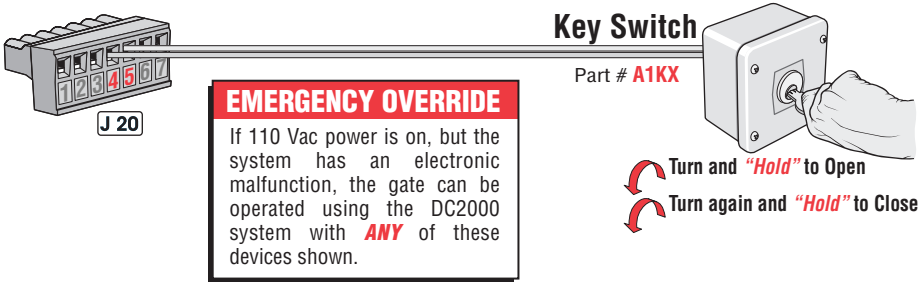 Key Switch
Part # A1KX
1 2 3 4 5 6 7
J 20
EMERGENCY OVERRIDE
If 110 Vac power is on, but the
system has an electronic
malfunction, the gate can be
operated using the DC2000
system with ANY of these
devices shown.
Turn and "Hold" to Open
Turn again and "Hold" to Close